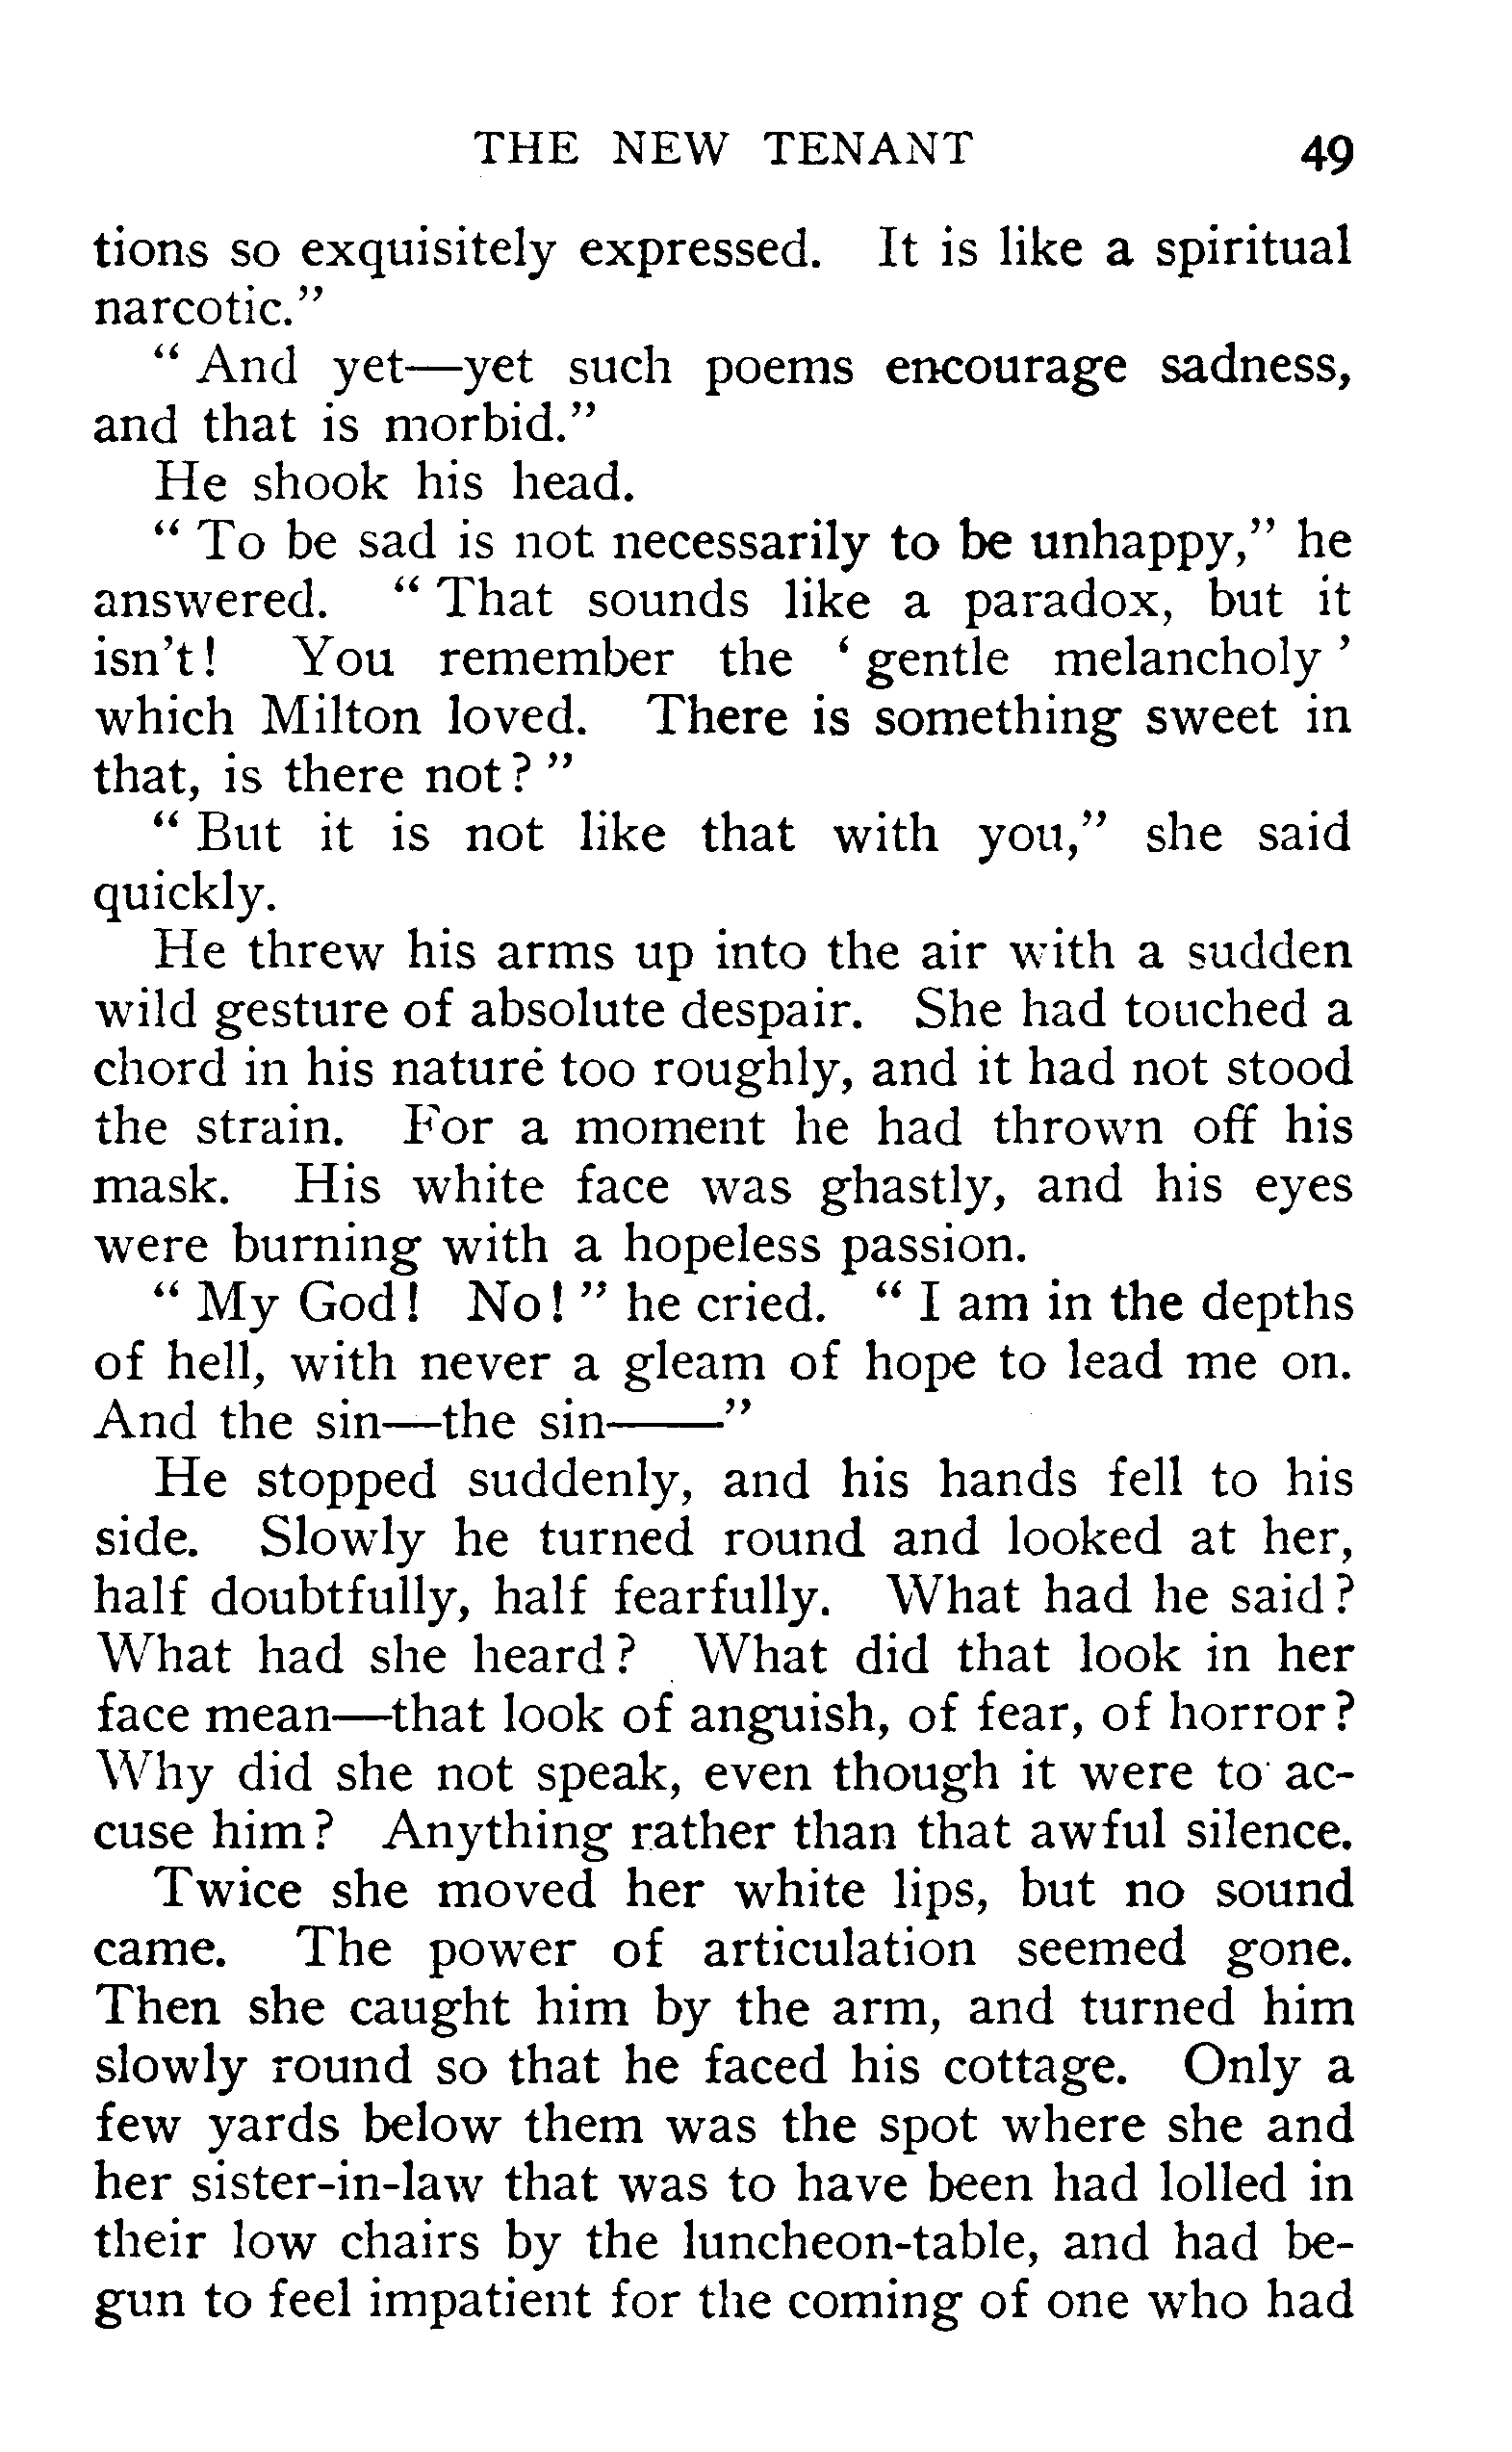 THE NEW TENANT 49
tions so exquisitely expressed. It is like a spiritual
narcotic."
" And yet—yet such poems encourage sadness,
and that is morbid."
He shook his head.
" To be sad is not necessarily to be unhappy," he
answered. " That sounds like a paradox, but it
isn't! You remember the ' gentle melancholy '
which Milton loved. There is something sweet in
that, is there not? "
" But it is not like that with you," she said
quickly.
He threw his arms up into the air with a sudden
wild gesture of absolute despair. She had touched a
chord in his nature too roughly, and it had not stood
the strain. For a moment he had thrown off his
mask. His white face was ghastly, and his eyes
were burning with a hopeless passion.
" My God! No! " he cried. " I am in the depths
of hell, with never a gleam of hope to lead me on.
And the sin—the sin——"
He stopped suddenly, and his hands fell to his
side. Slowly he turned round and looked at her,
half doubtfully, half fearfully. What had he said?
What had she heard? What did that look in her
face mean—that look of anguish, of fear, of horror?
Why did she not speak, even though it were to ac-
cuse him? Anything rather than that awful silence.
Twice she moved her white lips, but no sound
came. The power of articulation seemed gone.
Then she caught him by the arm, and turned him
slowly round so that he faced his cottage. Only a
few yards below them was the spot where she and
her sister-in-law that was to have been had lolled in
their low chairs by the luncheon-table, and had be-
gun to feel impatient for the coming of one who had